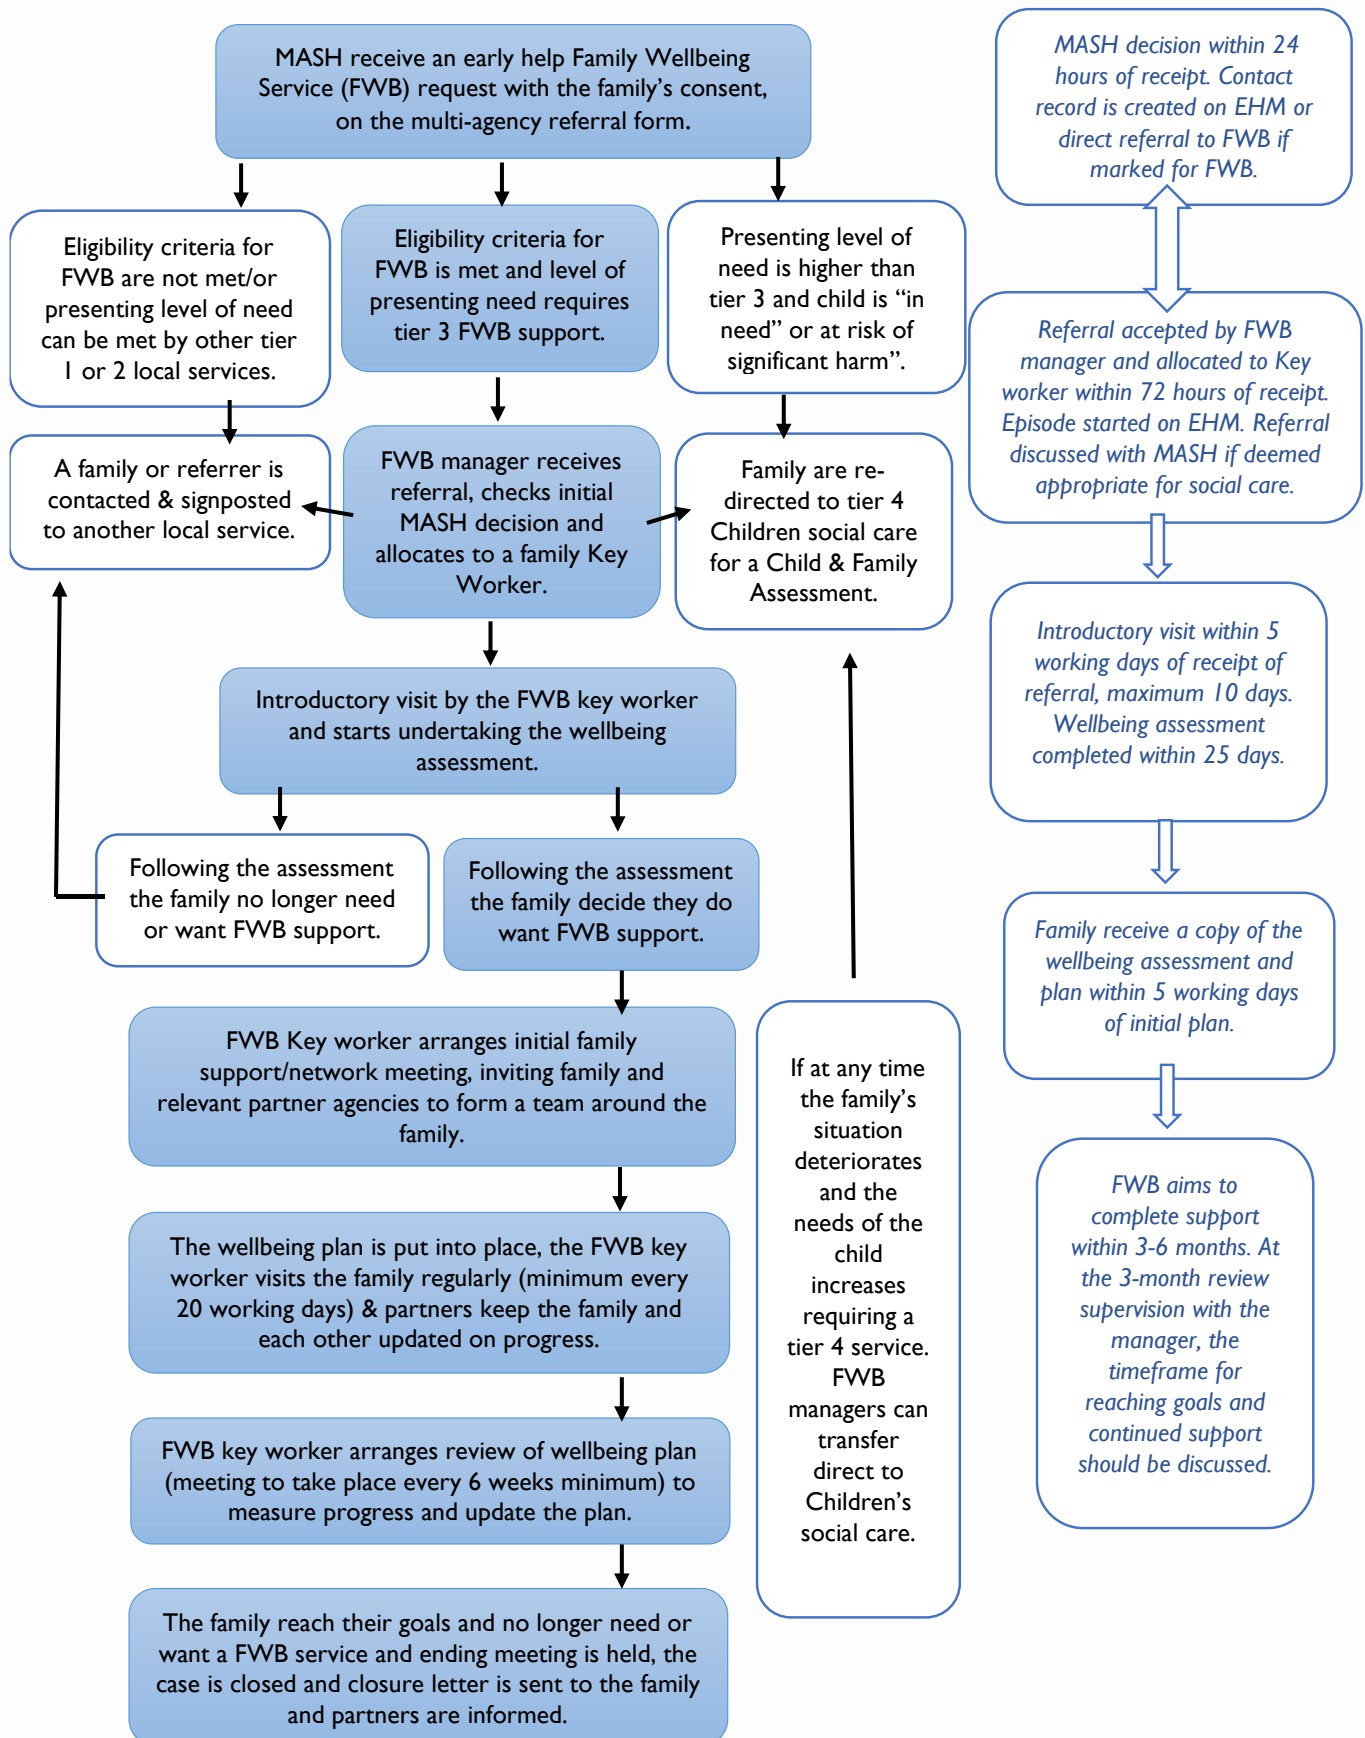 MASH receive an early help Family Wellbeing
Service (FWB) request with the family’s consent,
on the multi-agency referral form.
Eligibility criteria for
FWB are not met/or
presenting level of need
can be met by other tier
1 or 2 local services.
Eligibility criteria for
FWB is met and level of
presenting need requires
tier 3 FWB support.
Presenting level of
need is higher than
tier 3 and child is “in
need” or at risk of
significant harm”.
A family or referrer is
contacted & signposted
to another local service.
FWB manager receives
referral, checks initial
MASH decision and
allocates to a family Key
Worker.
Family are re-
directed to tier 4
Children social care
for a Child & Family
Assessment.
Introductory visit by the FWB key worker
and starts undertaking the wellbeing
assessment.
Following the assessment
the family no longer need
or want FWB support.
Following the assessment
the family decide they do
want FWB support.
FWB Key worker arranges initial family
support/network meeting, inviting family and
relevant partner agencies to form a team around the
family.
The wellbeing plan is put into place, the FWB key
worker visits the family regularly (minimum every
20 working days) & partners keep the family and
each other updated on progress.
FWB key worker arranges review of wellbeing plan
(meeting to take place every 6 weeks minimum) to
measure progress and update the plan.
The family reach their goals and no longer need or
want a FWB service and ending meeting is held, the
case is closed and closure letter is sent to the family
and partners are informed.
If at any time
the family’s
situation
deteriorates
and the
needs of the
child
increases
requiring a
tier 4 service.
FWB
managers can
transfer
direct to
Children’s
social care.
MASH decision within 24
hours of receipt. Contact
record is created on EHM or
direct referral to FWB if
marked for FWB.
Referral accepted by FWB
manager and allocated to Key
worker within 72 hours of receipt.
Episode started on EHM. Referral
discussed with MASH if deemed
appropriate for social care.
Introductory visit within 5
working days of receipt of
referral, maximum 10 days.
Wellbeing assessment
completed within 25 days.
Family receive a copy of the
wellbeing assessment and
plan within 5 working days
of initial plan.
FWB aims to
complete support
within 3-6 months. At
the 3-month review
supervision with the
manager, the
timeframe for
reaching goals and
continued support
should be discussed.